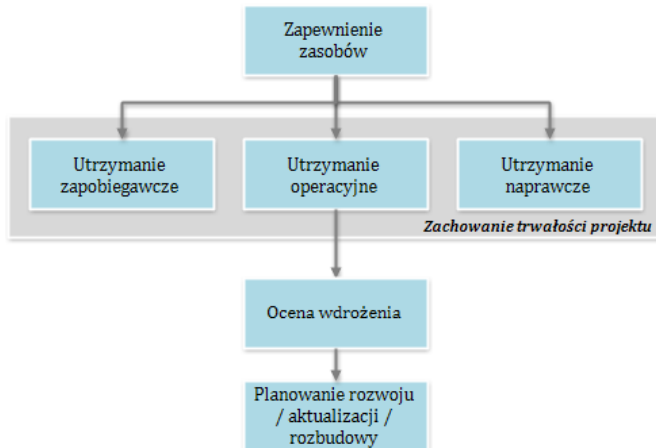 Zapewnienie
zasobów
Utrzymanie
zapobiegawcze
Utrzymanie
operacyjne
Utrzymanie
naprawcze
Zachowanie trwałości projektu
Ocena wdrożenia
Planowanie rozwoju
/ aktualizacji /
rozbudowy